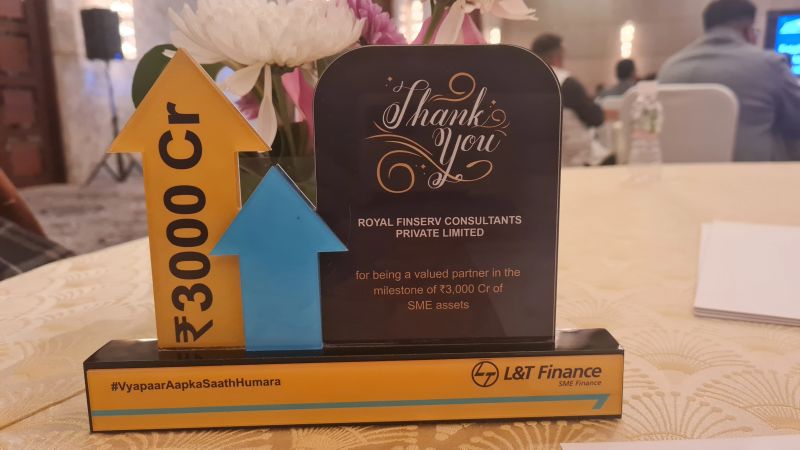 ₹3000 Cr
Thank
You
ROYAL FINSERV CONSULTANTS
PRIVATE LIMITED
for being a valued partner in the
milestone of ₹3,000 Cr of
SME assets
#VyapaarAapkaSaathHumara
LT L&T Finance
SME Finance